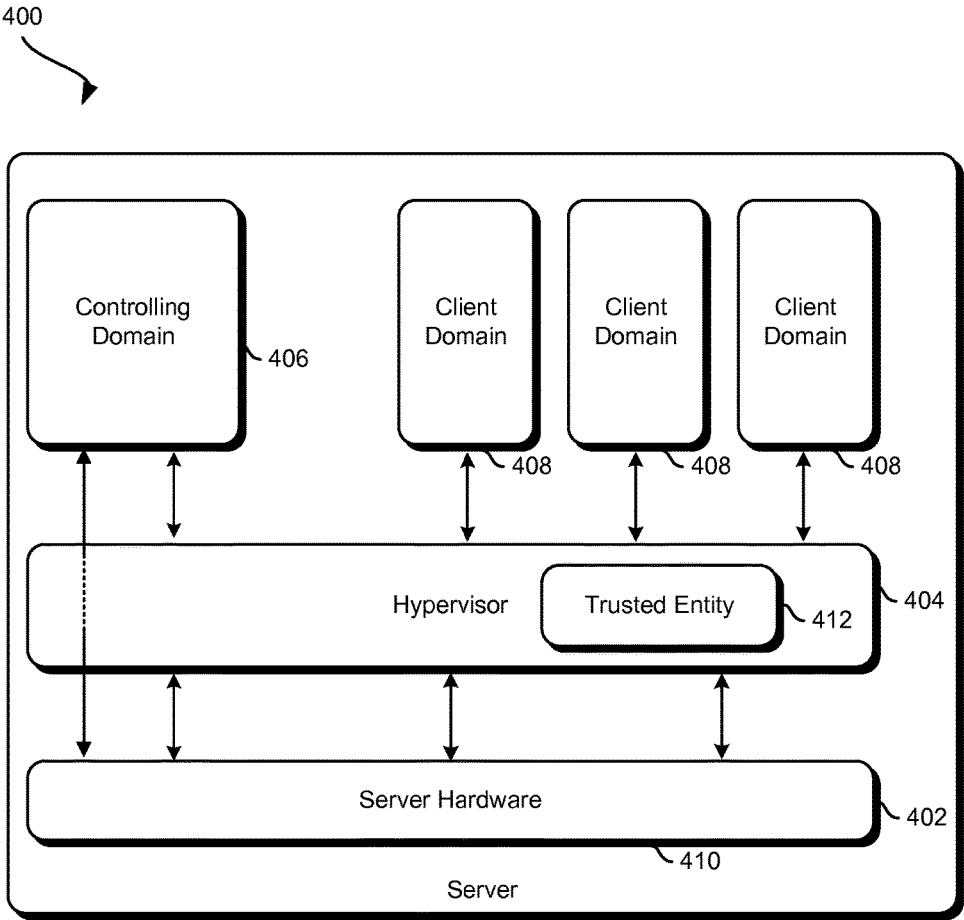 400
Controlling
Domain
406
Client
Domain
408
Client
Domain
408
Client
Domain
408
Hypervisor
Trusted Entity
412
404
Server Hardware
402
410
Server